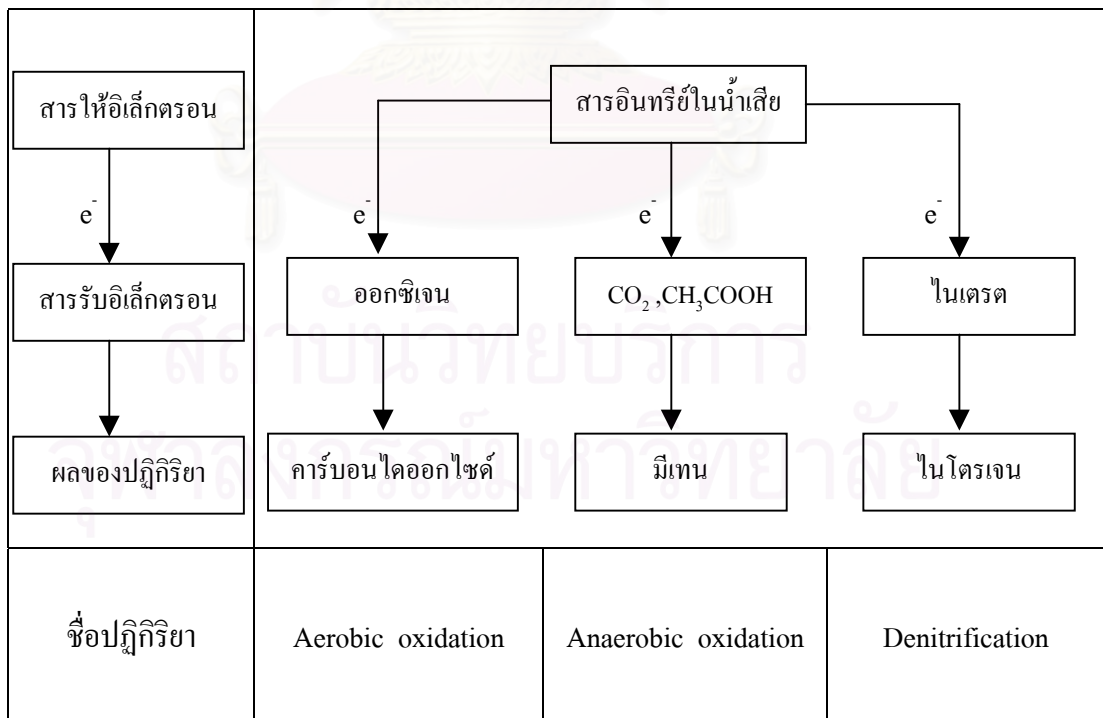 สารให้อิเล็กตรอน
สารอินทรีย์ในน้ำเสีย
e-
e-
e-
e-
สารรับอิเล็กตรอน
ออกซิเจน
CO2 ,CH3COOH
ไนเตรต
สถาบันวิทยบริการ
ผลของปฏิกิริยา
คาร์บอนไดออกไซด์
มีเทน
ไนโตรเจน
จุฬาลงกรณ์มหาวิทยาลัย
ชื่อปฏิกิริยา
Aerobic oxidation
Anaerobic oxidation
Denitrification